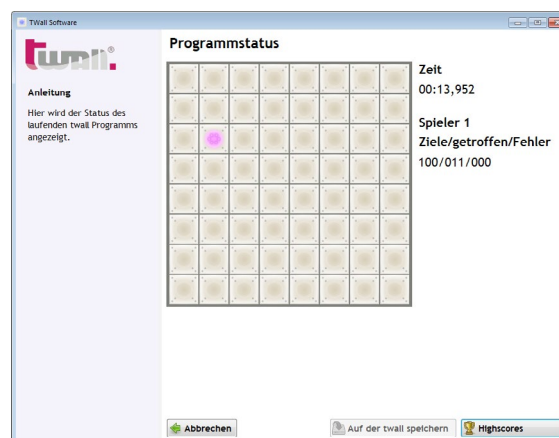 TWall Software
twall®
Programmstatus
Anleitung
Hier wird der Status des
laufenden twall Programms
angezeigt.
Zeit
00:13,952
Spieler 1
Ziele/getroffen/Fehler
100/011/000
Abbrechen
Auf der twall speichern
Highscores